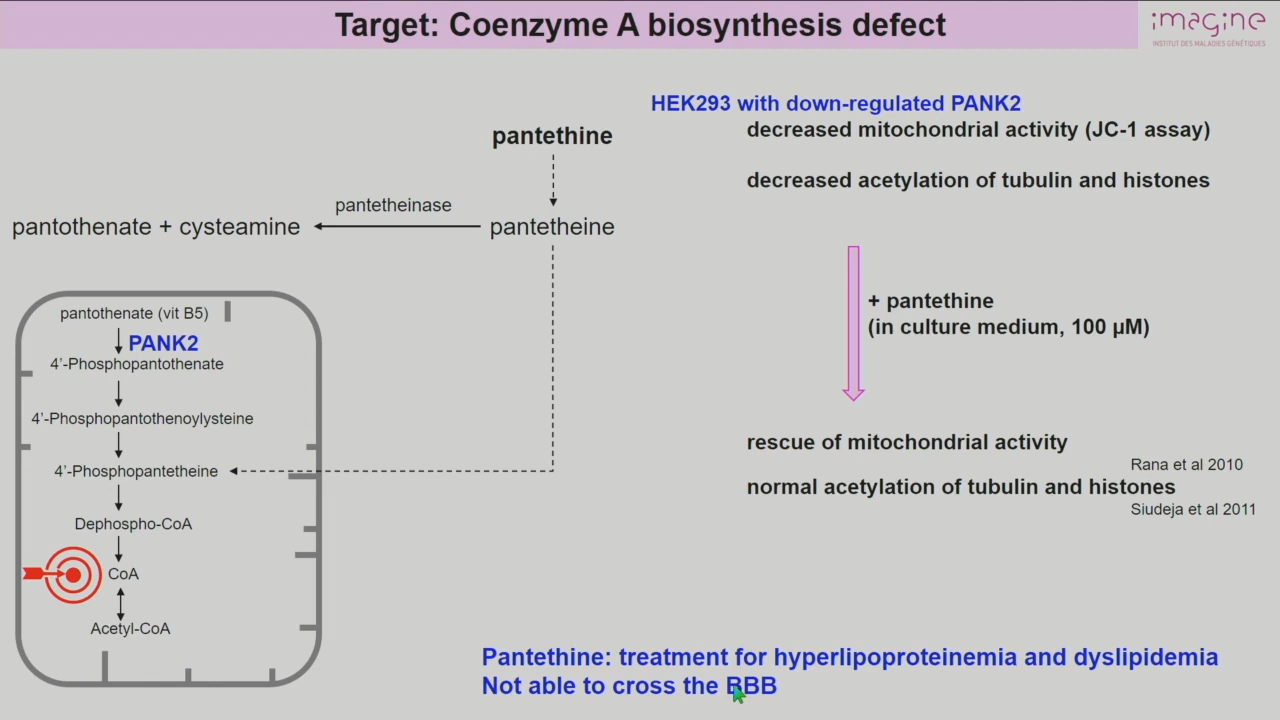 Target: Coenzyme A biosynthesis defect
imagine
INSTITUT DES MALADIES GÉNÉTIQUES
pantethine
pantetheinase
pantothenate + cysteamine
pantetheine
pantothenate (vit B5)
PANK2
4’-Phosphopantothenate
4’-Phosphopantothenoylysteine
4’-Phosphopantetheine
Dephospho-CoA
CoA
Acetyl-CoA
HEK293 with down-regulated PANK2
decreased mitochondrial activity (JC-1 assay)
decreased acetylation of tubulin and histones
+ pantethine
(in culture medium, 100 µM)
rescue of mitochondrial activity
Rana et al 2010
normal acetylation of tubulin and histones
Siudeja et al 2011
Pantethine: treatment for hyperlipoproteinemia and dyslipidemia
Not able to cross the BBB